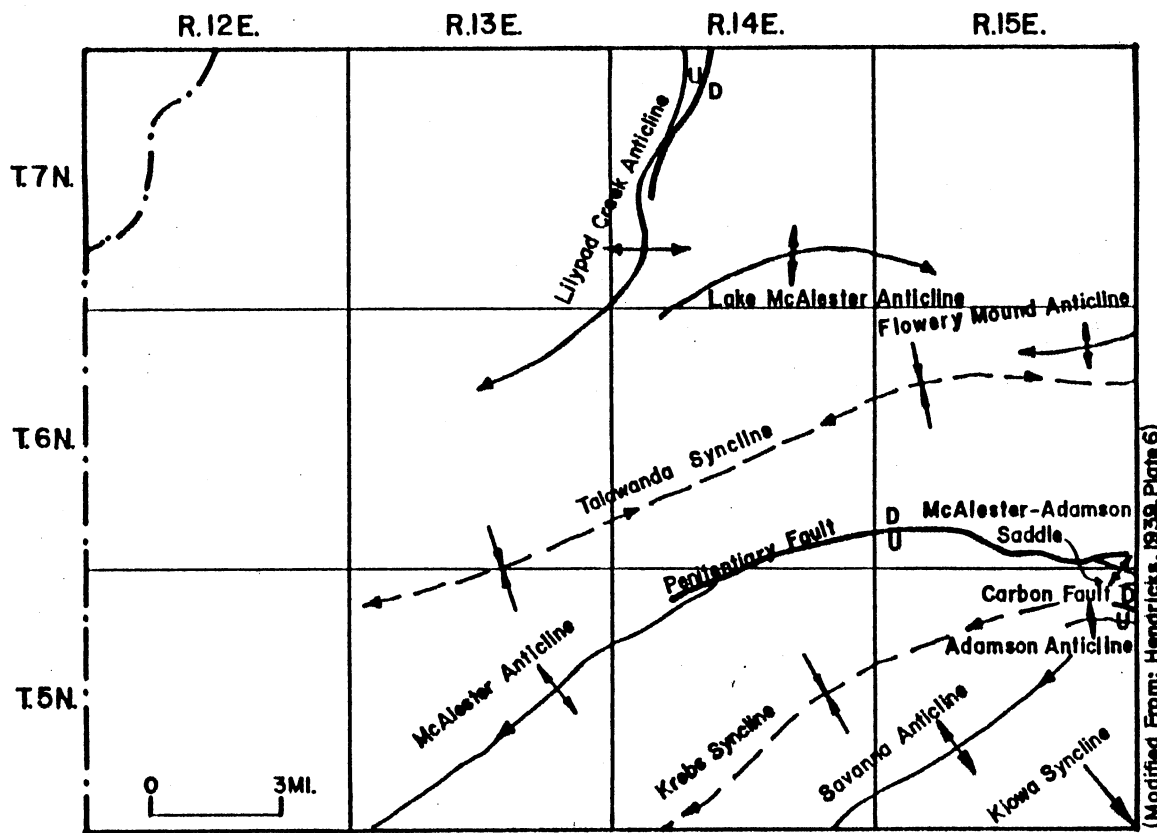 R.12E. R.13E. R.14E. R.15E.
U
D
T.7N.
Lilypad Creek Anticline
Lake McAlester Anticline
Flowery Mound Anticline
T.6N.
Talawanda Syncline
D
U
McAlester-Adamson
Saddle
Penitentiary Fault
Carbon Fault
D
U
Adamson Anticline
T.5N.
McAlester Anticline
Krebs Syncline
Savanna Anticline
Kiowa Syncline
0 3MI.
(Modified From: Hendricks, 1939, Plate 6)